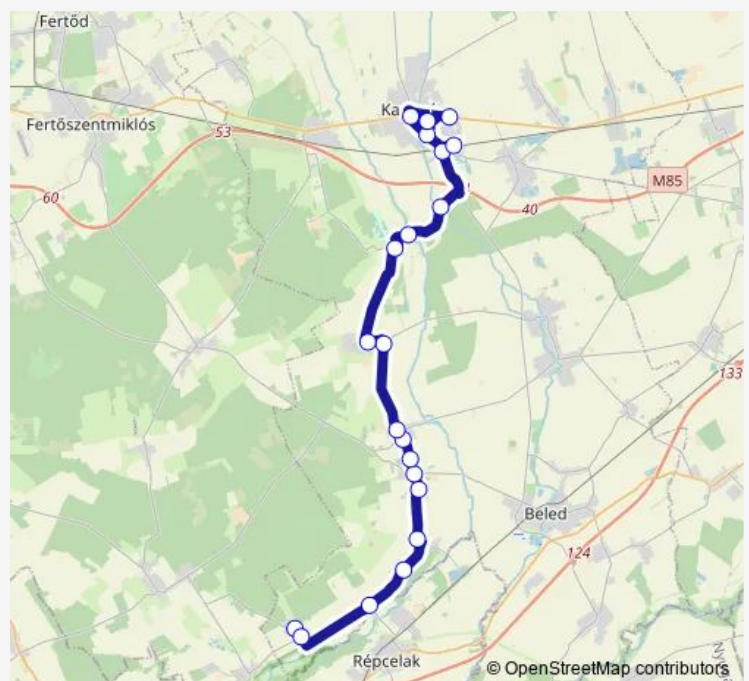 Fertőd
Fertőszentmiklós
53
60
M85
40
133
Beled
124
Répcelak
© OpenStreetMap contributors